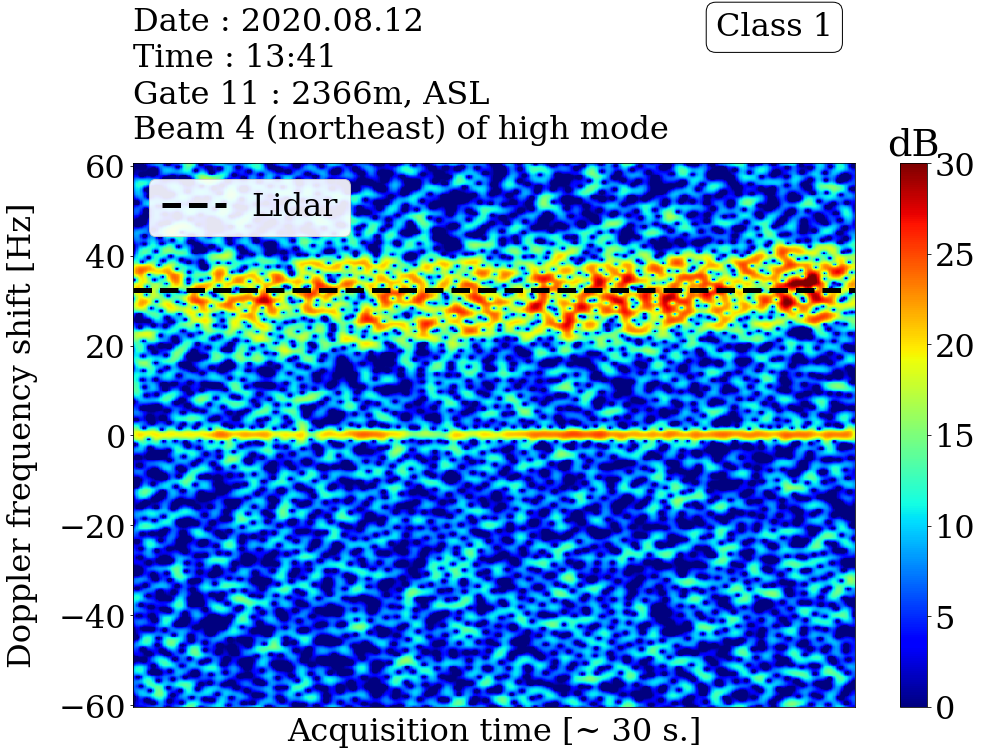 Date : 2020.08.12
Class 1
Time : 13:41
Gate 11 : 2366m, ASL
Beam 4 (northeast) of high mode
dB
60
40
20
0
−20
−40
−60
Doppler frequency shift [Hz]
Lidar
30
25
20
15
10
5
0
Acquisition time [~ 30 s.]